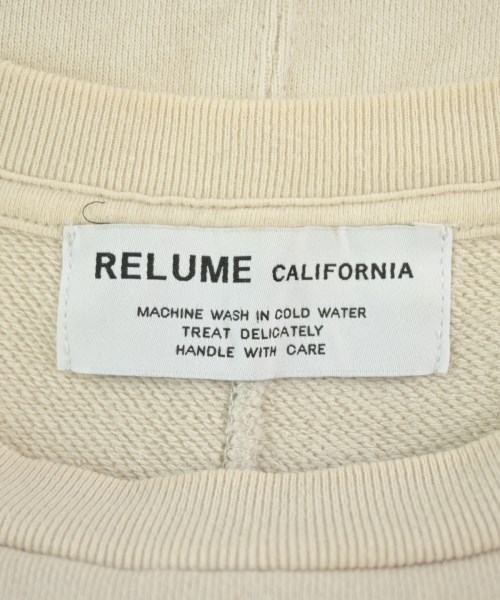 RELUME CALIFORNIA
MACHINE WASH IN COLD WATER
TREAT DELICATELY
HANDLE WITH CARE